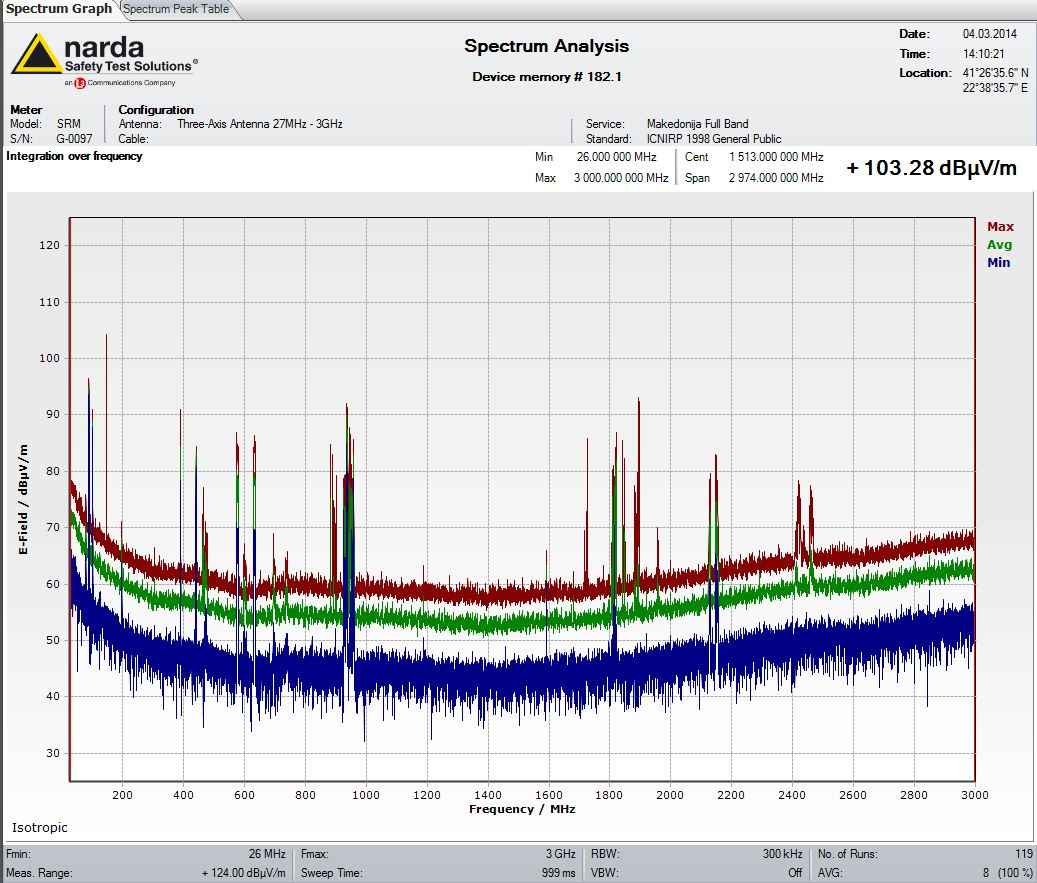 Spectrum Graph Spectrum Peak Table
narda
Safety Test Solutions®
an L3 Communications Company
Spectrum Analysis
Device memory # 182.1
Date: 04.03.2014
Time: 14:10:21
Location: 41°26'35.6" N
22°38'35.7" E
Meter
Model: SRM
S/N: G-0097
Configuration
Antenna: Three-Axis Antenna 27MHz - 3GHz
Cable:
Service: Makedonija Full Band
Standard: ICNIRP 1998 General Public
Integration over frequency
Min 26.000 000 MHz Cent 1 513.000 000 MHz
Max 3 000.000 000 MHz Span 2 974.000 000 MHz
+ 103.28 dBµV/m
Max
Avg
Min
E-Field / dBµV/m
120
110
100
90
80
70
60
50
40
30
200 400 600 800 1000 1200 1400 1600 1800 2000 2200 2400 2600 2800 3000
Frequency / MHz
Isotropic
Fmin: 26 MHz Fmax: 3 GHz RBW: 300 kHz No. of Runs: 119
Meas. Range: + 124.00 dBµV/m Sweep Time: 999 ms VBW: Off AVG: 8 (100 %)